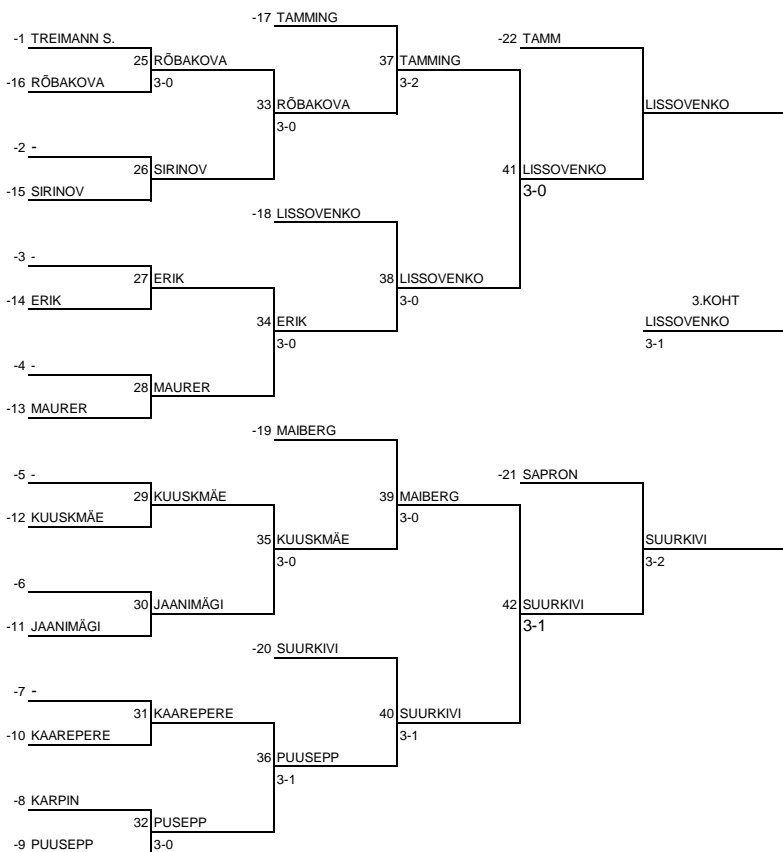 -17 TAMMING
-1 TREIMANN S. -22 TAMM
25 RÕBAKOVA 37 TAMMING
-16 RÕBAKOVA 3-0 3-2
33 RÕBAKOVA LISSOVENKO
3-0
-2 -
26 SIRINOV 41 LISSOVENKO
-15 SIRINOV 3-0
-18 LISSOVENKO
-3 -
27 ERIK 38 LISSOVENKO
-14 ERIK 3-0 3.KOHT
34 ERIK LISSOVENKO
3-0 3-1
-4 -
28 MAURER
-13 MAURER
-19 MAIBERG
-5 - -21 SAPRON
29 KUUSKMÄE 39 MAIBERG
-12 KUUSKMÄE 3-0
35 KUUSKMÄE SUURKIVI
3-0 3-2
-6
30 JAANIMÄGI 42 SUURKIVI
-11 JAANIMÄGI 3-1
-20 SUURKIVI
-7 -
31 KAAREPERE 40 SUURKIVI
-10 KAAREPERE 3-1
36 PUUSEPP
3-1
-8 KARPIN
32 PUSEPP
-9 PUUSEPP 3-0